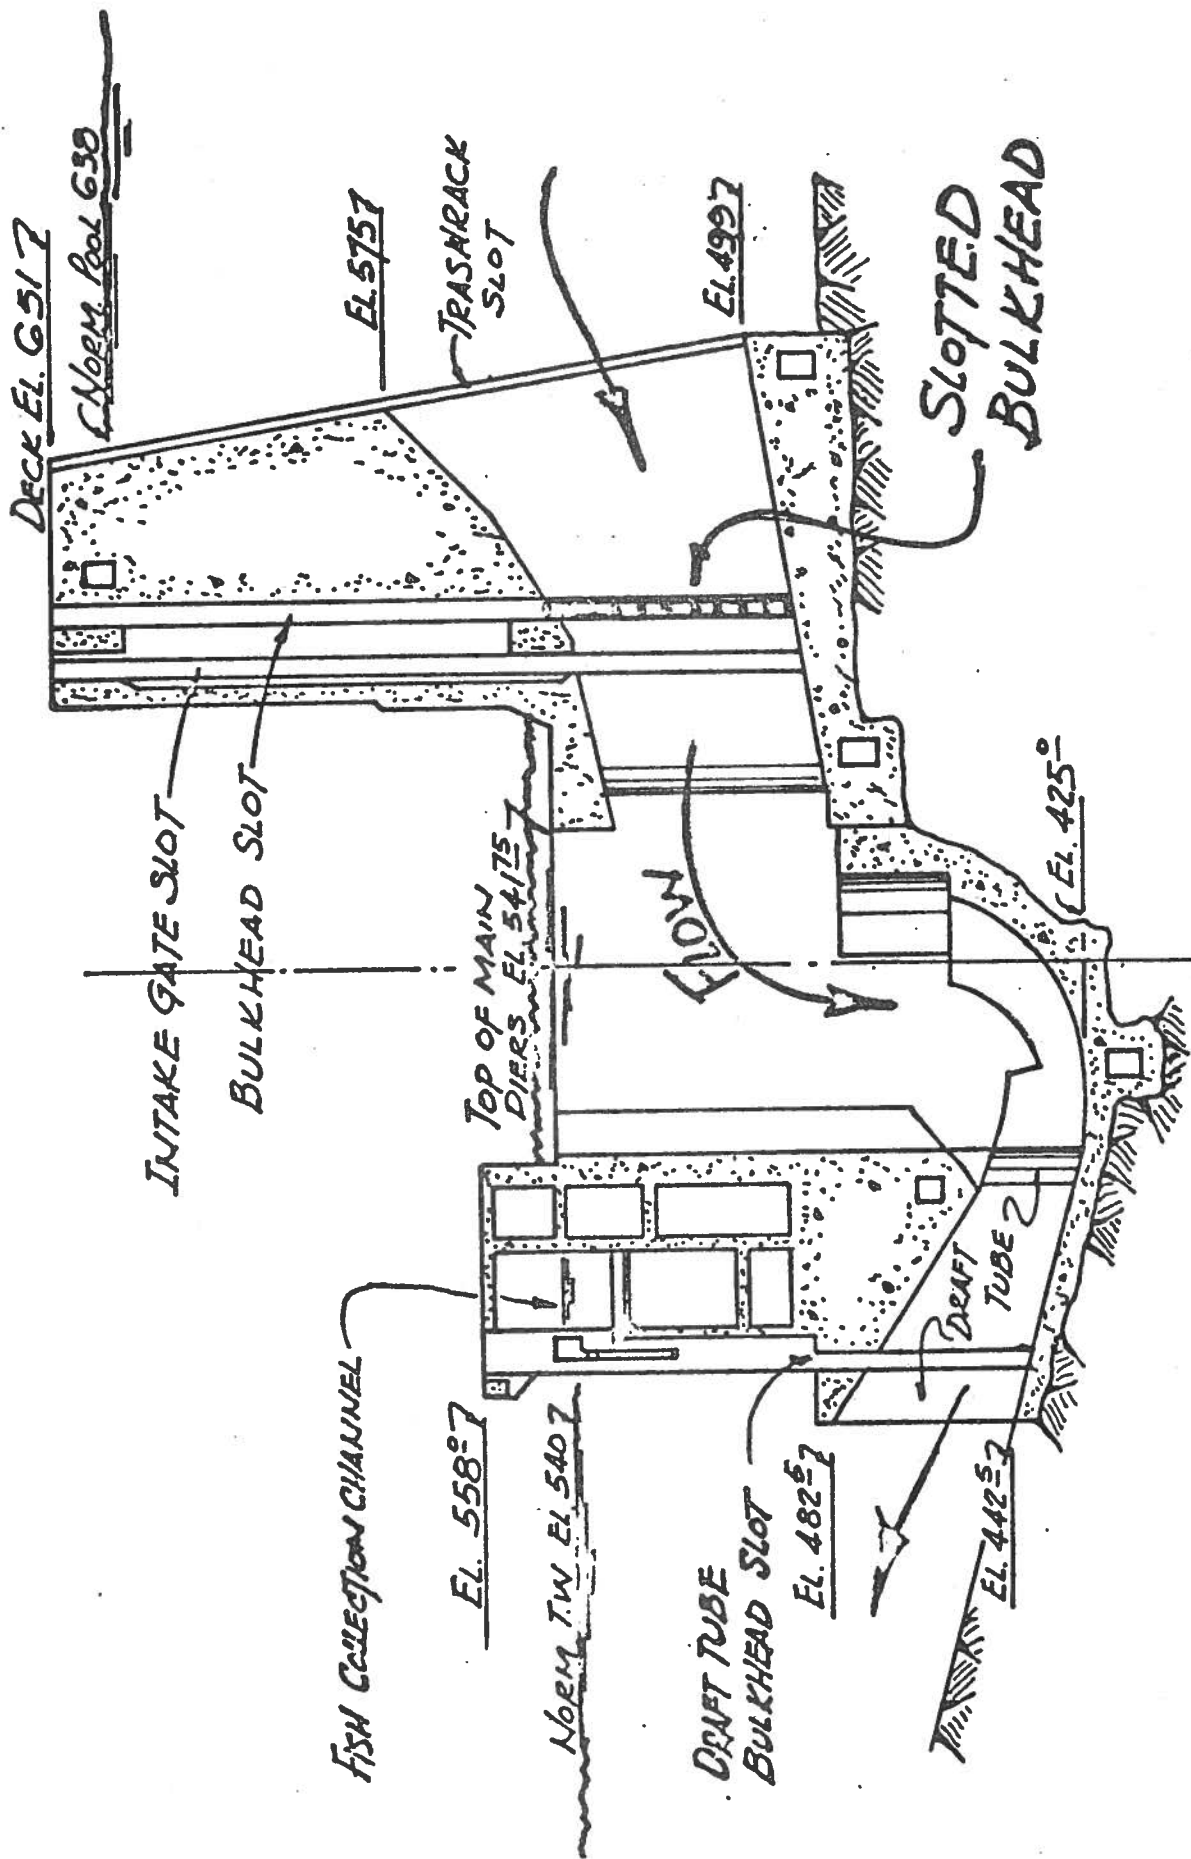 DECK EL. 651
NORM. POOL 638
EL. 575
TRASHRACK
SLOT
EL. 499
SLOTTED
BULKHEAD
INTAKE GATE SLOT
BULKHEAD SLOT
TOP OF MAIN
PIERS EL 541.75
FLOW
EL. 425.0
FISH COLLECTION CHANNEL
EL. 558.0
NORM T.W EL 540
DRAFT TUBE
BULKHEAD SLOT
EL. 482.5
DRAFT
TUBE
EL. 442.5